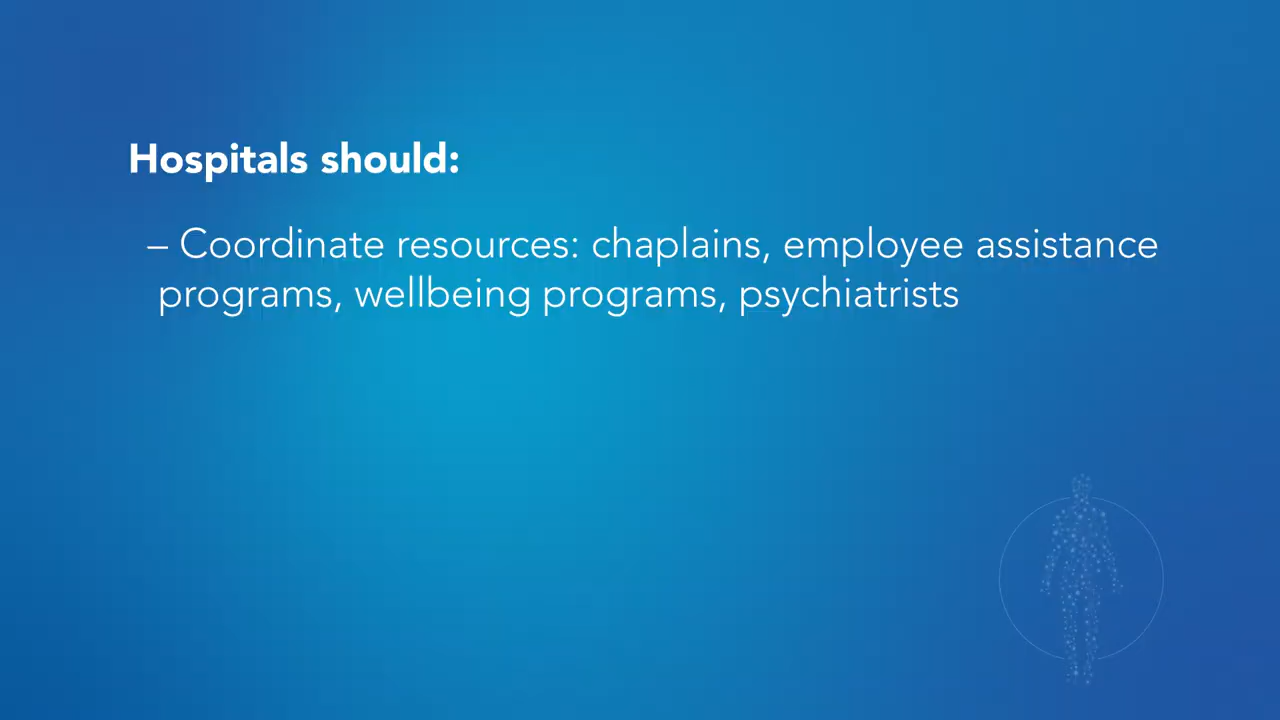 Hospitals should:
– Coordinate resources: chaplains, employee assistance
programs, wellbeing programs, psychiatrists